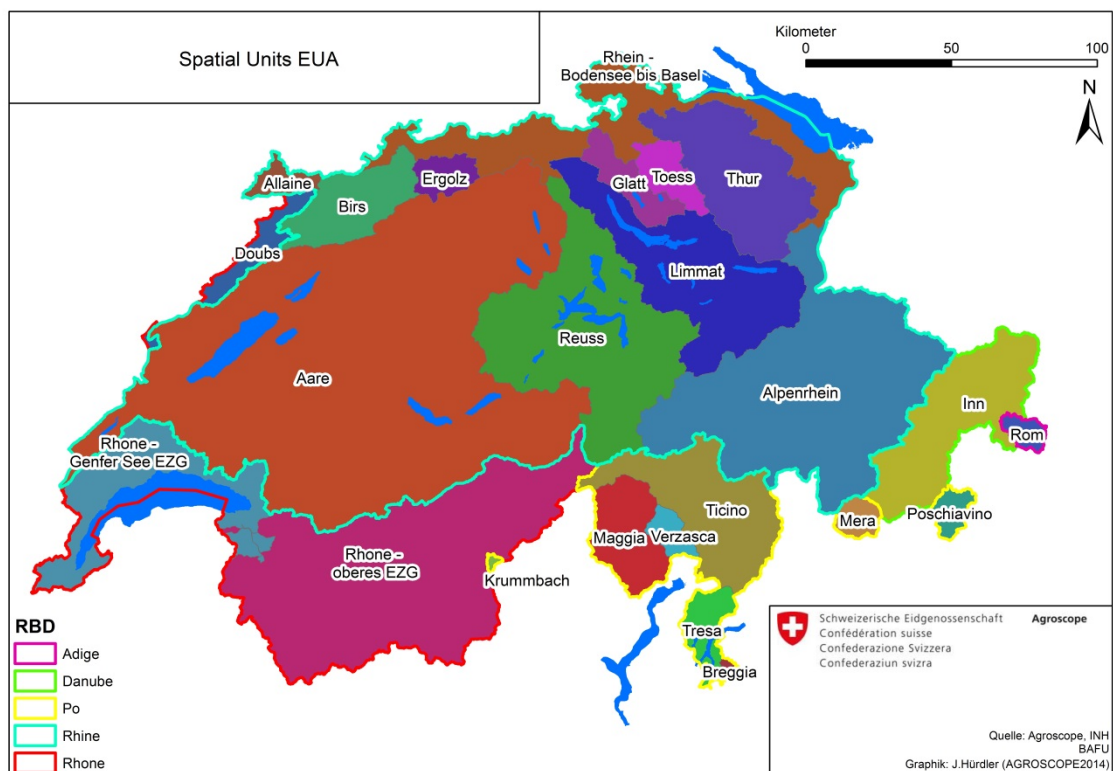 Spatial Units EUA
Kilometer
0 50 100
N
Rhein -
Bodensee bis Basel
Allaine
Birs
Ergolz
Glatt
Toess
Thur
Doubs
Limmat
Reuss
Aare
Alpenrhein
Inn
Rom
Rhone -
Genfer See EZG
Ticino
Mera
Poschiavino
Maggia
Verzasca
Rhone -
oberes EZG
Krummbach
Tresa
Breggia
RBD
Adige
Danube
Po
Rhine
Rhone
Schweizerische Eidgenossenschaft
Confédération suisse
Confederazione Svizzera
Confederaziun svizra
Agroscope
Quelle: Agroscope, INH
BAFU
Graphik: J.Hürdler (AGROSCOPE2014)